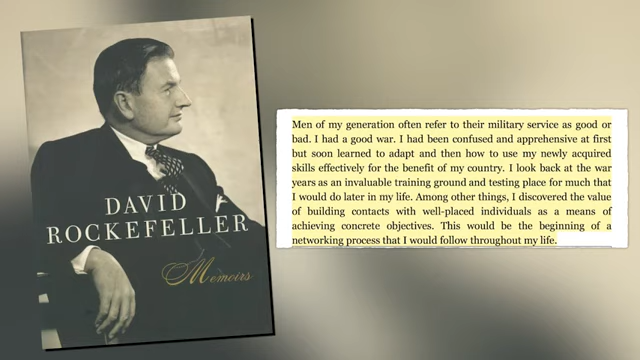 DAVID
ROCKEFELLER
Memoirs
Men of my generation often refer to their military service as good or
bad. I had a good war. I had been confused and apprehensive at first
but soon learned to adapt and then how to use my newly acquired
skills effectively for the benefit of my country. I look back at the war
years as an invaluable training ground and testing place for much that
I would do later in my life. Among other things, I discovered the value
of building contacts with well-placed individuals as a means of
achieving concrete objectives. This would be the beginning of a
networking process that I would follow throughout my life.